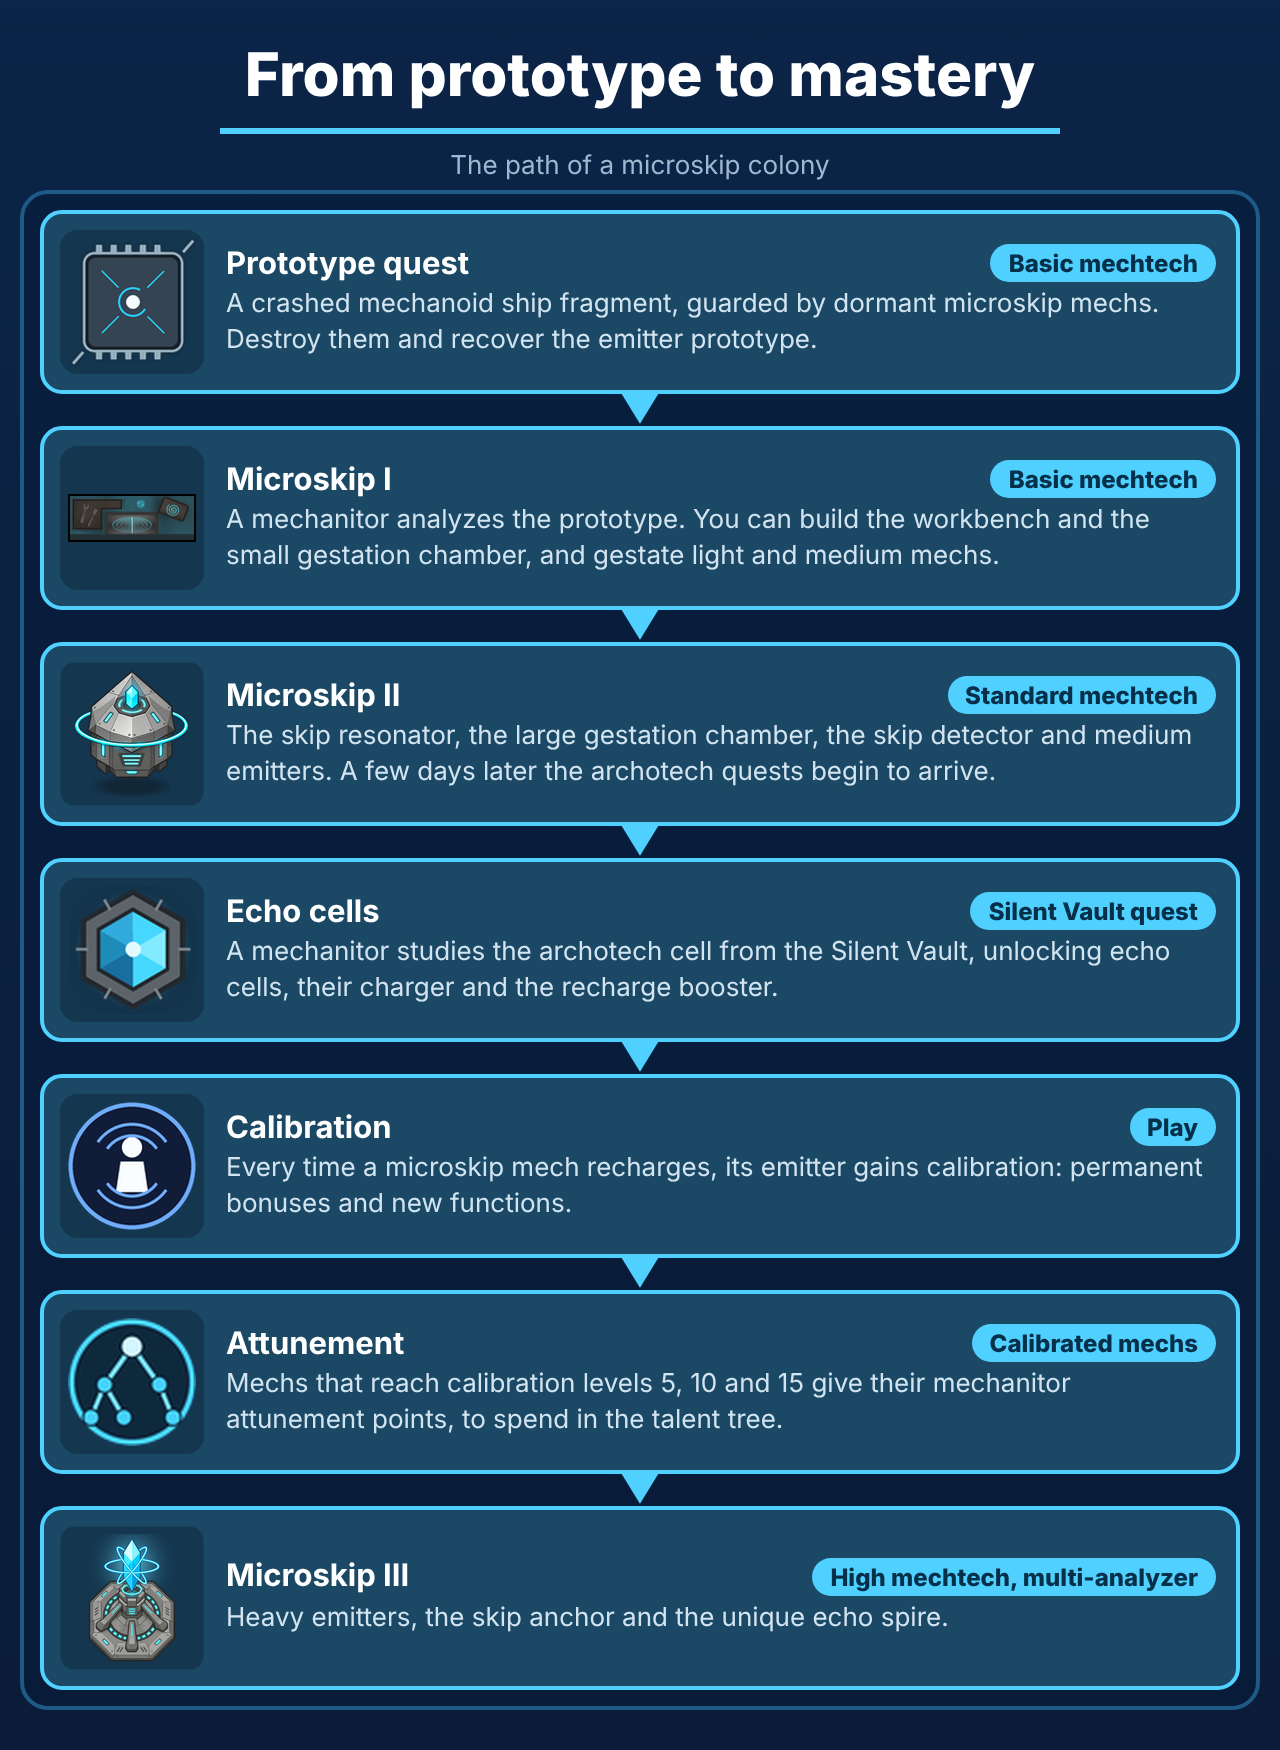 From prototype to mastery
The path of a microskip colony
Prototype quest
Basic mechtech
A crashed mechanoid ship fragment, guarded by dormant microskip mechs.
Destroy them and recover the emitter prototype.
Microskip I
Basic mechtech
A mechanitor analyzes the prototype. You can build the workbench and the
small gestation chamber, and gestate light and medium mechs.
Microskip II
Standard mechtech
The skip resonator, the large gestation chamber, the skip detector and medium
emitters. A few days later the archotech quests begin to arrive.
Echo cells
Silent Vault quest
A mechanitor studies the archotech cell from the Silent Vault, unlocking echo
cells, their charger and the recharge booster.
Calibration
Play
Every time a microskip mech recharges, its emitter gains calibration: permanent
bonuses and new functions.
Attunement
Calibrated mechs
Mechs that reach calibration levels 5, 10 and 15 give their mechanitor
attunement points, to spend in the talent tree.
Microskip III
High mechtech, multi-analyzer
Heavy emitters, the skip anchor and the unique echo spire.